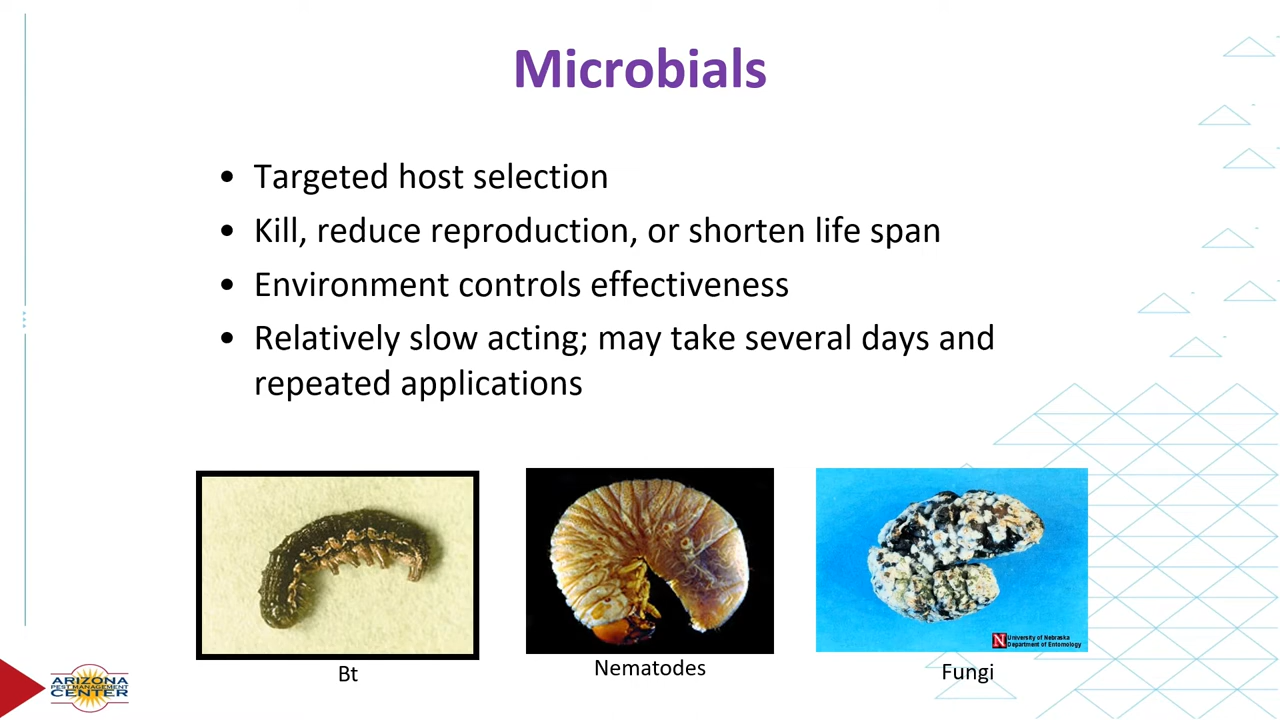 Microbials
• Targeted host selection
• Kill, reduce reproduction, or shorten life span
• Environment controls effectiveness
• Relatively slow acting; may take several days and
repeated applications
N University of Nebraska
Department of Entomology
Bt
Nematodes
Fungi
ARIZONA
PEST MANAGEMENT
CENTER